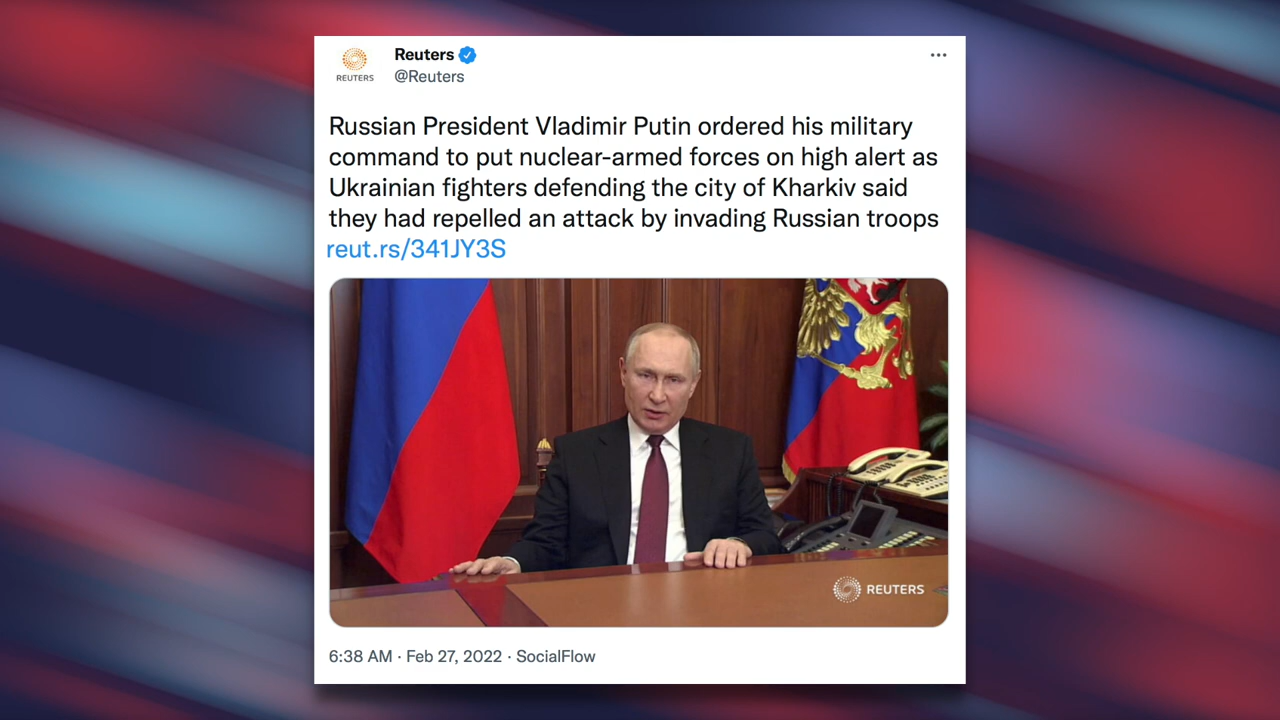 Reuters
REUTERS
@Reuters
Russian President Vladimir Putin ordered his military
command to put nuclear-armed forces on high alert as
Ukrainian fighters defending the city of Kharkiv said
they had repelled an attack by invading Russian troops
reut.rs/341JY3S
REUTERS
6:38 AM · Feb 27, 2022 · SocialFlow